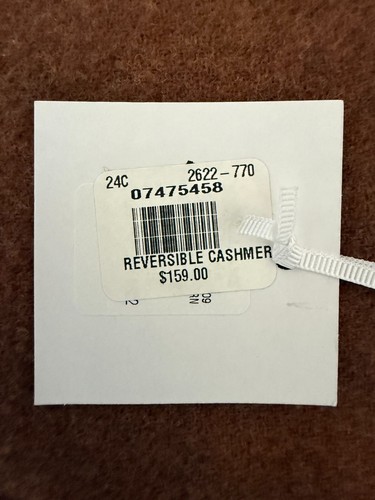 24C 2622-770
07475458
REVERSIBLE CASHMER
$159.00